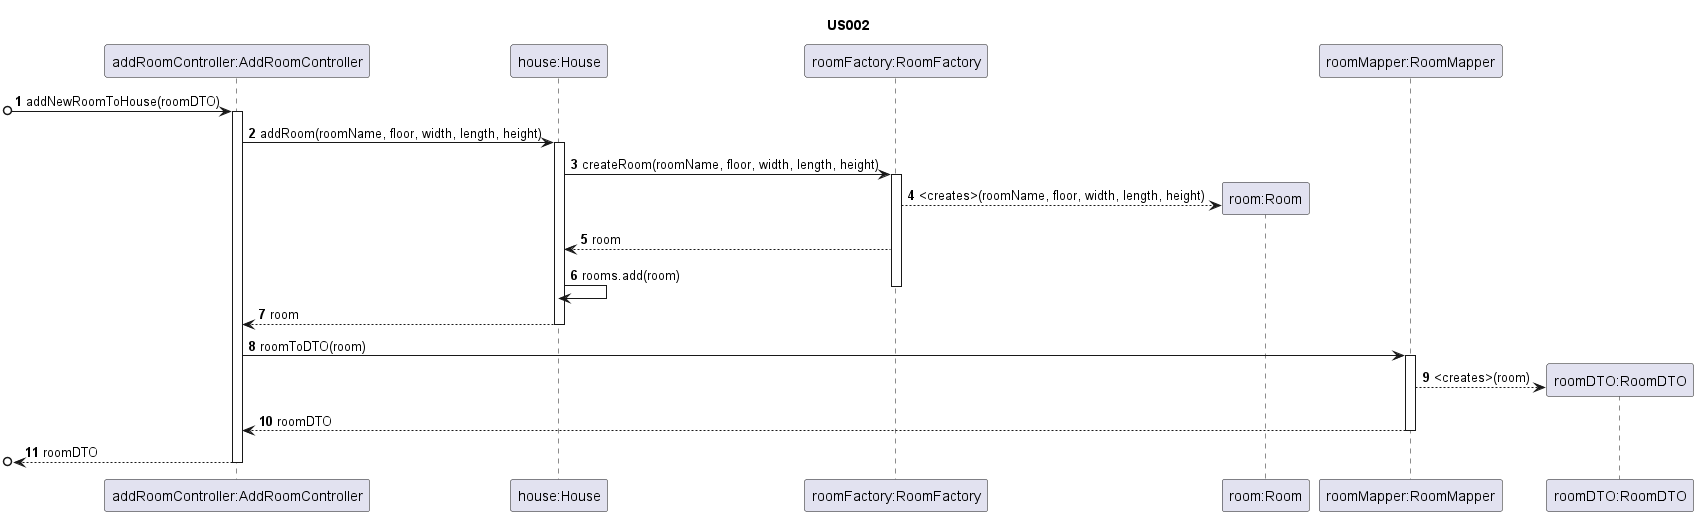 US002
addRoomController:AddRoomController
house:House
roomFactory:RoomFactory
roomMapper:RoomMapper
1 addNewRoomToHouse(roomDTO)
2 addRoom(roomName, floor, width, length, height)
3 createRoom(roomName, floor, width, length, height)
4 <creates>(roomName, floor, width, length, height)
room:Room
5 room
6 rooms.add(room)
7 room
8 roomToDTO(room)
9 <creates>(room)
roomDTO:RoomDTO
10 roomDTO
11 roomDTO
addRoomController:AddRoomController
house:House
roomFactory:RoomFactory
room:Room
roomMapper:RoomMapper
roomDTO:RoomDTO